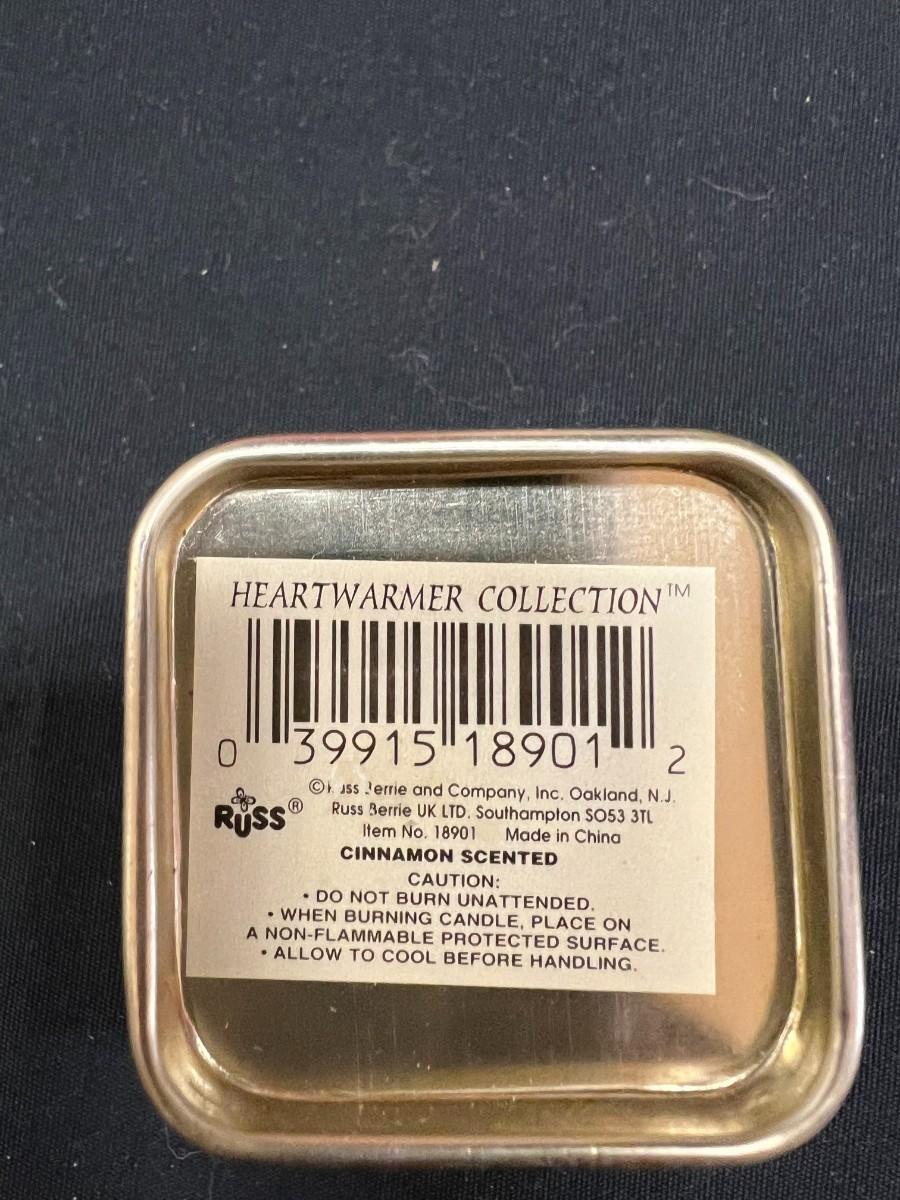 HEARTWARMER COLLECTION™
0 39915 18901 2
RUSS®
© Berrie and Company, Inc. Oakland, N.J.
Russ Berrie UK LTD. Southampton SO53 3TL
Item No. 18901 Made in China
CINNAMON SCENTED
CAUTION:
• DO NOT BURN UNATTENDED.
• WHEN BURNING CANDLE, PLACE ON
A NON-FLAMMABLE PROTECTED SURFACE.
• ALLOW TO COOL BEFORE HANDLING.